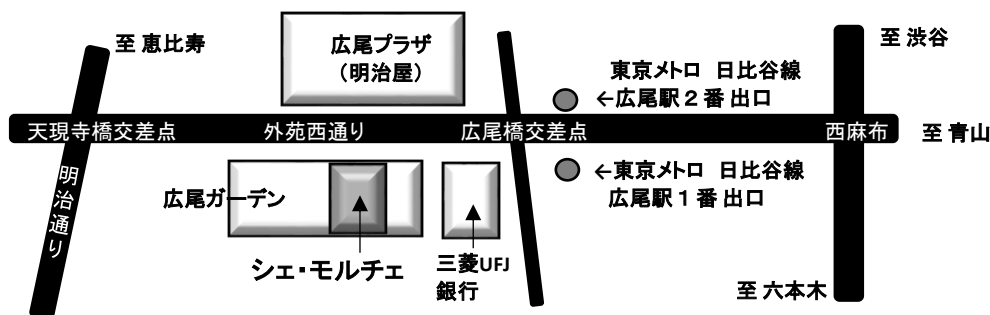 至 恵比寿
広尾プラザ
（明治屋）
至 渋谷
東京メトロ 日比谷線
←広尾駅２番 出口
天現寺橋交差点
外苑西通り
広尾橋交差点
西麻布
至 青山
明治通り
広尾ガーデン
←東京メトロ 日比谷線
広尾駅１番 出口
シェ・モルチェ
三菱UFJ
銀行
至 六本木